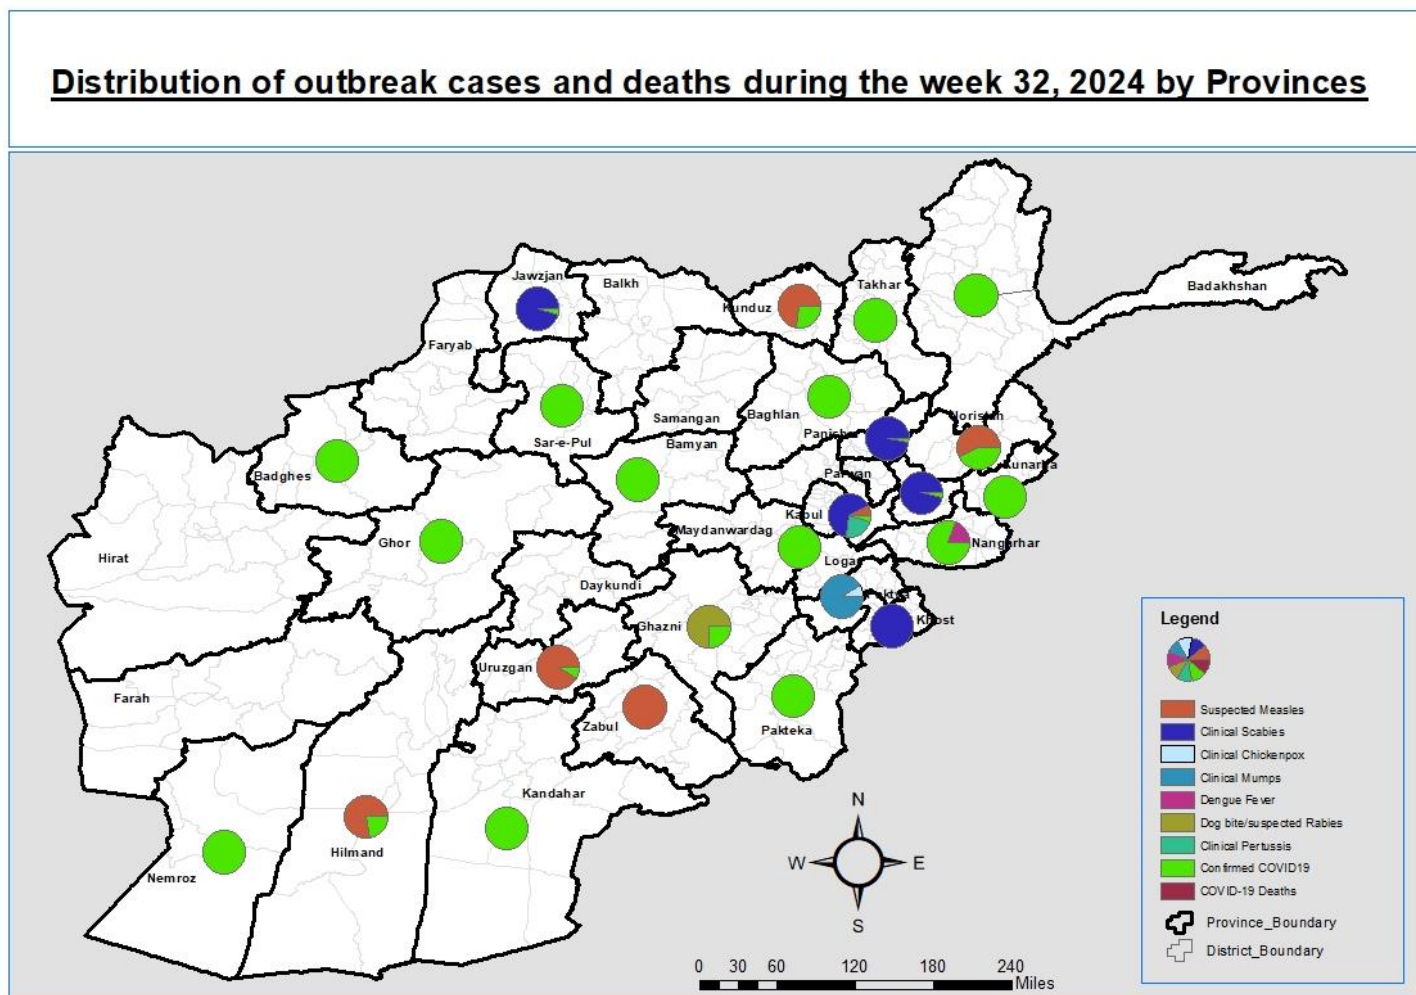 Distribution of outbreak cases and deaths during the week 32, 2024 by Provinces
Jawzjan
Balkh
Kunduz
Takhar
Badakhshan
Faryab
Samangan
Baghlan
Noristan
Sar-e-Pul
Bamyan
Badghes
Parwan
Kabul
Maydanwardag
Nangarhar
Hirat
Ghor
Daykundi
Ghazni
Khost
Uruzgan
Farah
Zabul
Pakteka
Kandahar
Hilmand
Nemroz
N
W
E
S
0 30 60 120 180 240
Miles
Legend
Suspected Measles
Clinical Scabies
Clinical Chickenpox
Clinical Mumps
Dengue Fever
Dog bite/suspected Rabies
Clinical Pertussis
Confirmed COVID19
COVID-19 Deaths
Province_Boundary
District_Boundary